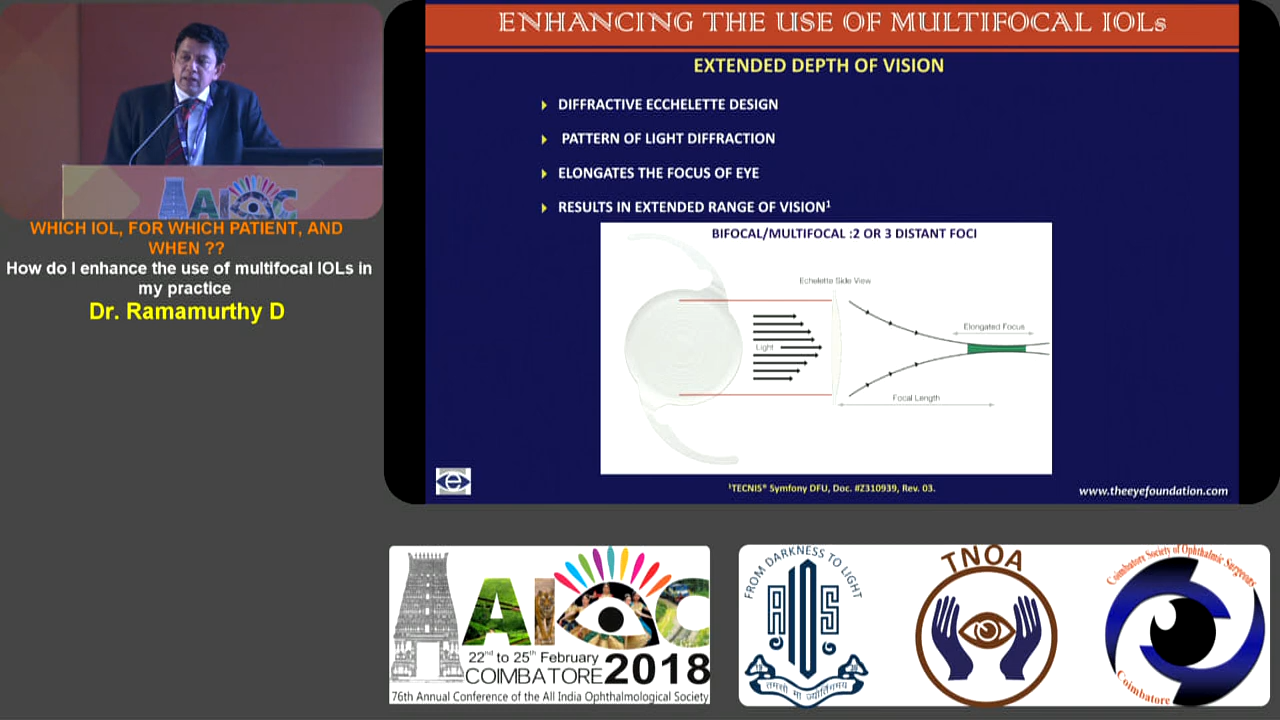 ENHANCING THE USE OF MULTIFOCAL IOLs
EXTENDED DEPTH OF VISION
DIFFRACTIVE ECCHELETTE DESIGN
PATTERN OF LIGHT DIFFRACTION
ELONGATES THE FOCUS OF EYE
RESULTS IN EXTENDED RANGE OF VISION¹
BIFOCAL/MULTIFOCAL :2 OR 3 DISTANT FOCI
Echelette Side View
Elongated Focus
Light
Focal Length
¹TECNIS® Symfony DFU, Doc. #Z310939, Rev. 03.
www.theeyefoundation.com
AIOC
WHICH IOL, FOR WHICH PATIENT, AND
WHEN ??
How do I enhance the use of multifocal IOLs in
my practice
Dr. Ramamurthy D
AIOC
22nd to 25th February
COIMBATORE 2018
76th Annual Conference of the All India Ophthalmological Society
FROM DARKNESS TO LIGHT
AIOS
तमसो मा ज्योतिर्गमय
TNOA
Coimbatore Society of Ophthalmic Surgeons
Coimbatore